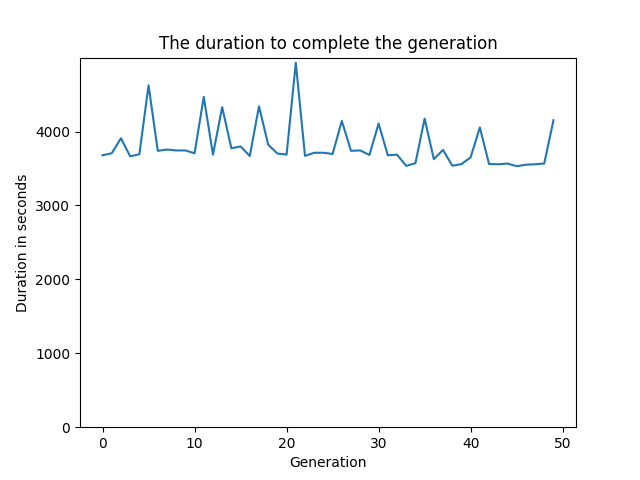 The duration to complete the generation
Duration in seconds
4000
3000
2000
1000
0
0 10 20 30 40 50
Generation